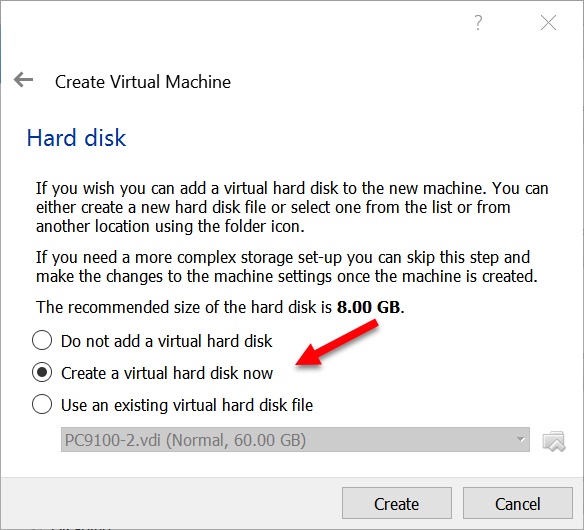 ?
Create Virtual Machine
Hard disk
If you wish you can add a virtual hard disk to the new machine. You can
either create a new hard disk file or select one from the list or from
another location using the folder icon.
If you need a more complex storage set-up you can skip this step and
make the changes to the machine settings once the machine is created.
The recommended size of the hard disk is 8.00 GB.
Do not add a virtual hard disk
Create a virtual hard disk now
Use an existing virtual hard disk file
PC9100-2.vdi (Normal, 60.00 GB)
Create Cancel